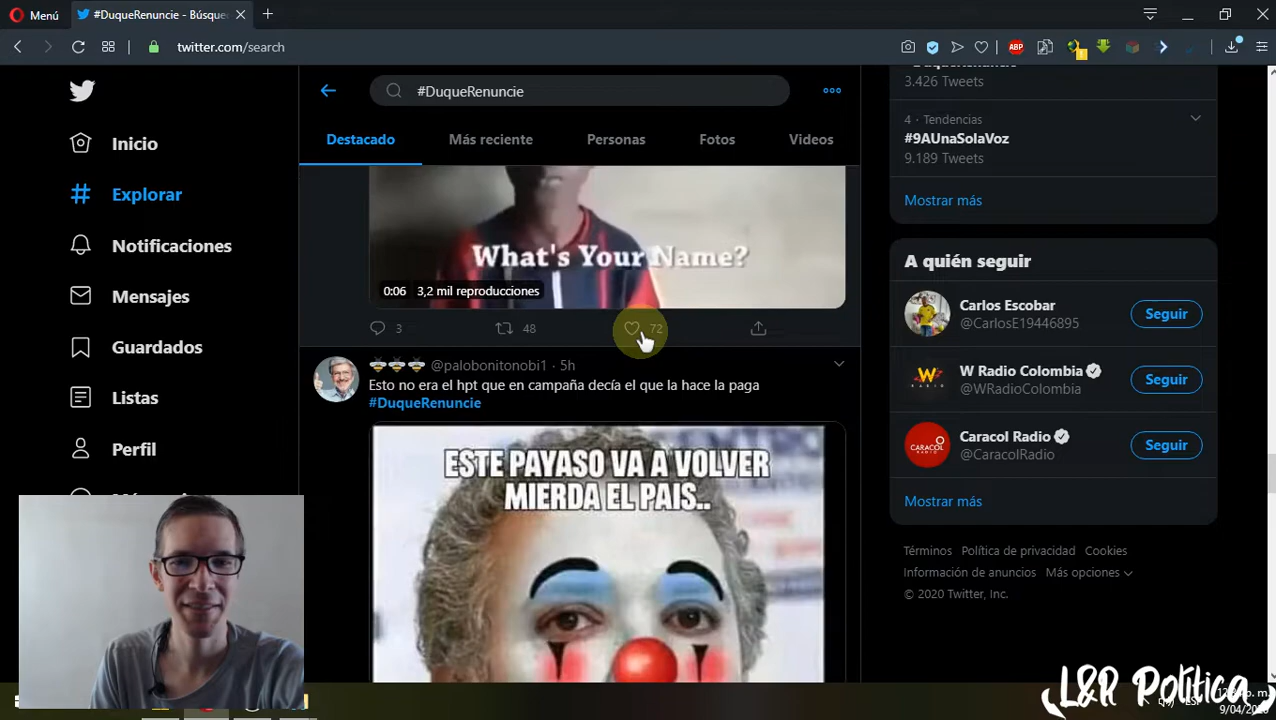 Menú
#DuqueRenuncie - Búsque
twitter.com/search
ABP
#DuqueRenuncie
Inicio
Explorar
Notificaciones
Mensajes
Guardados
Listas
Perfil
Destacado
Más reciente
Personas
Fotos
Videos
What's Your Name?
0:06 3,2 mil reproducciones
3
48
72
@palobonitonobi1 · 5h
Esto no era el hpt que en campaña decía el que la hace la paga
#DuqueRenuncie
ESTE PAYASO VA A VOLVER
MIERDA EL PAIS..
3.426 Tweets
4 · Tendencias
#9AUnaSolaVoz
9.189 Tweets
Mostrar más
A quién seguir
Carlos Escobar
@CarlosE19446895
Seguir
W Radio Colombia
@WRadioColombia
Seguir
CARACOL
RADIO
Caracol Radio
@CaracolRadio
Seguir
Mostrar más
Términos Política de privacidad Cookies
Información de anuncios Más opciones
© 2020 Twitter, Inc.
L&R Política